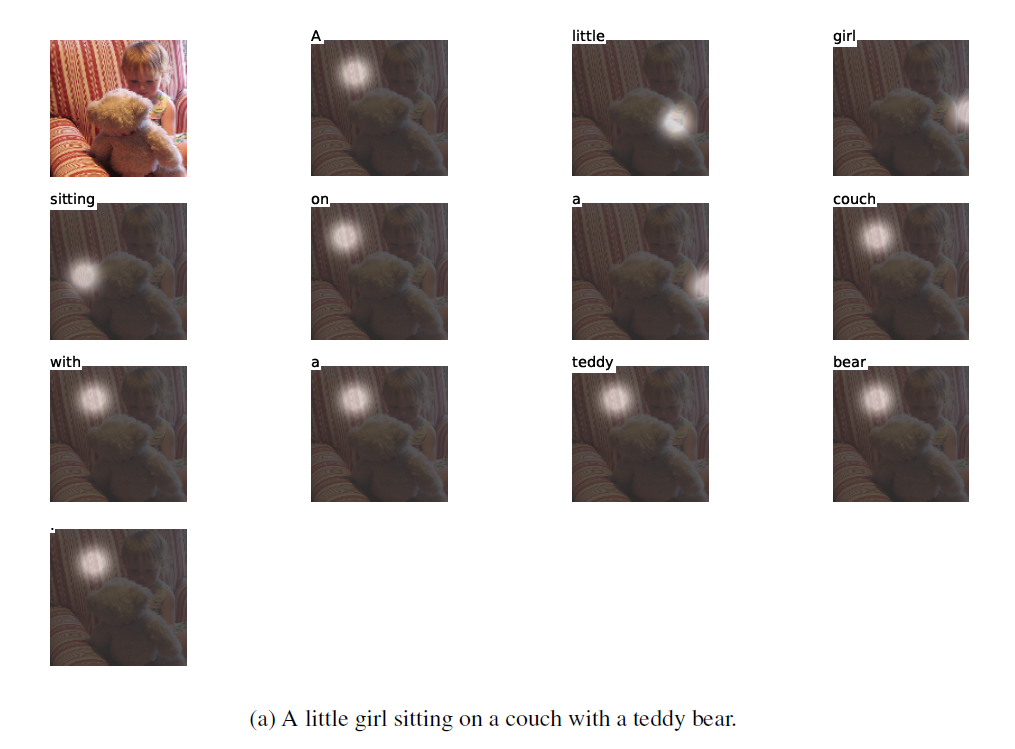 A little girl
sitting on a couch
with a teddy bear
.
(a) A little girl sitting on a couch with a teddy bear.